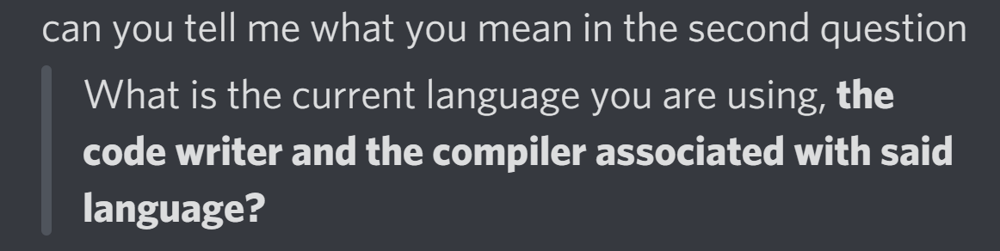 can you tell me what you mean in the second question
What is the current language you are using, the
code writer and the compiler associated with said
language?